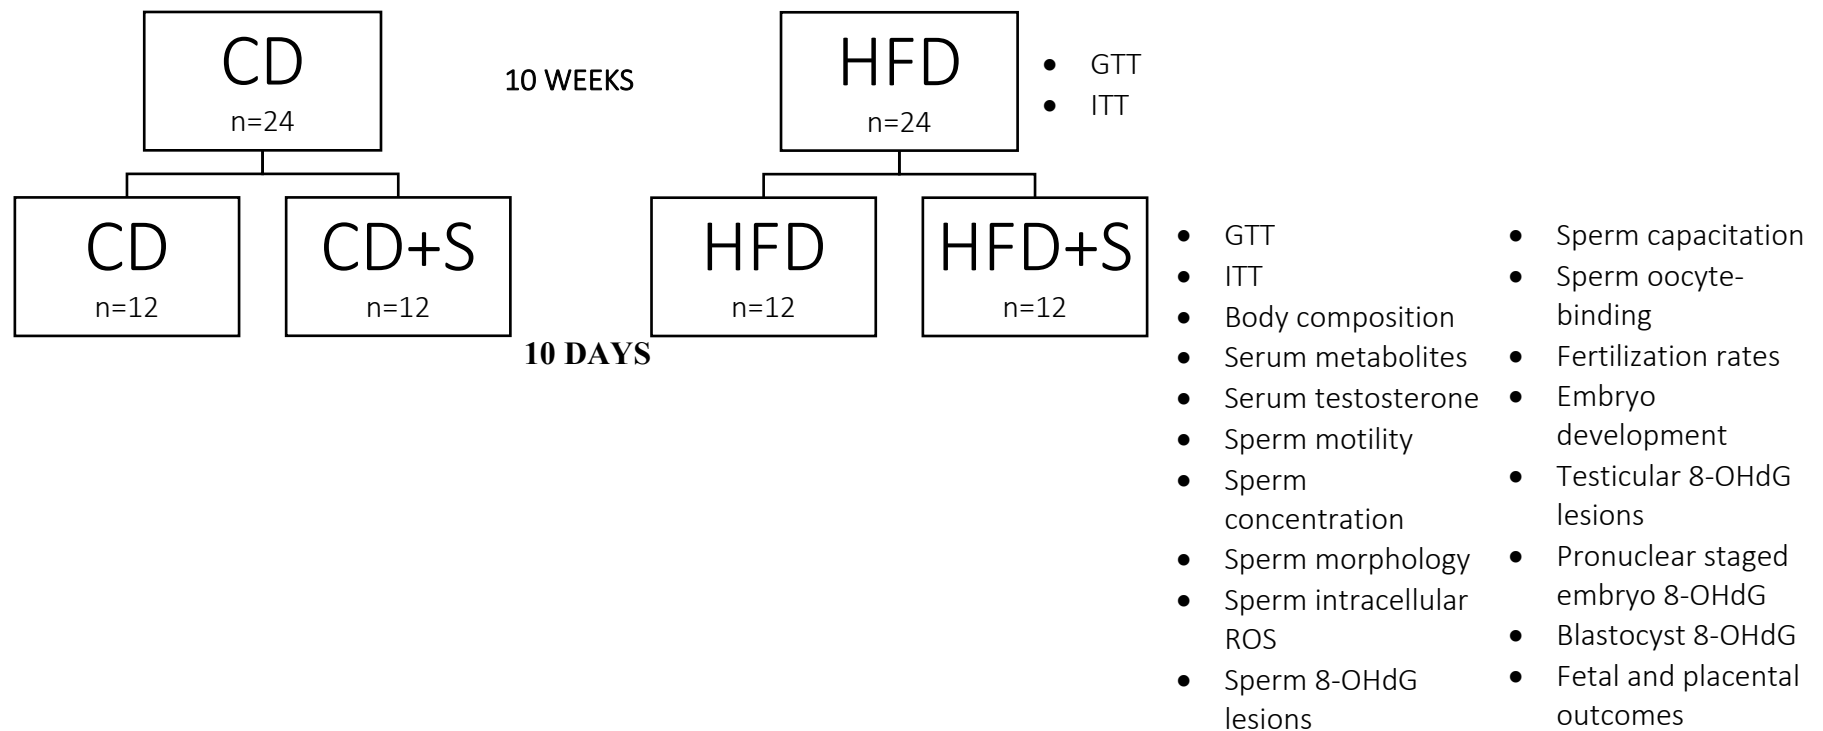 CD
n=24
10 WEEKS
HFD
n=24
• GTT
• ITT
CD
n=12
CD+S
n=12
10 DAYS
HFD
n=12
HFD+S
n=12
• GTT
• ITT
• Body composition
• Serum metabolites
• Serum testosterone
• Sperm motility
• Sperm
concentration
• Sperm morphology
• Sperm intracellular
ROS
• Sperm 8-OHdG
lesions
• Sperm capacitation
• Sperm oocyte-
binding
• Fertilization rates
• Embryo
development
• Testicular 8-OHdG
lesions
• Pronuclear staged
embryo 8-OHdG
• Blastocyst 8-OHdG
• Fetal and placental
outcomes